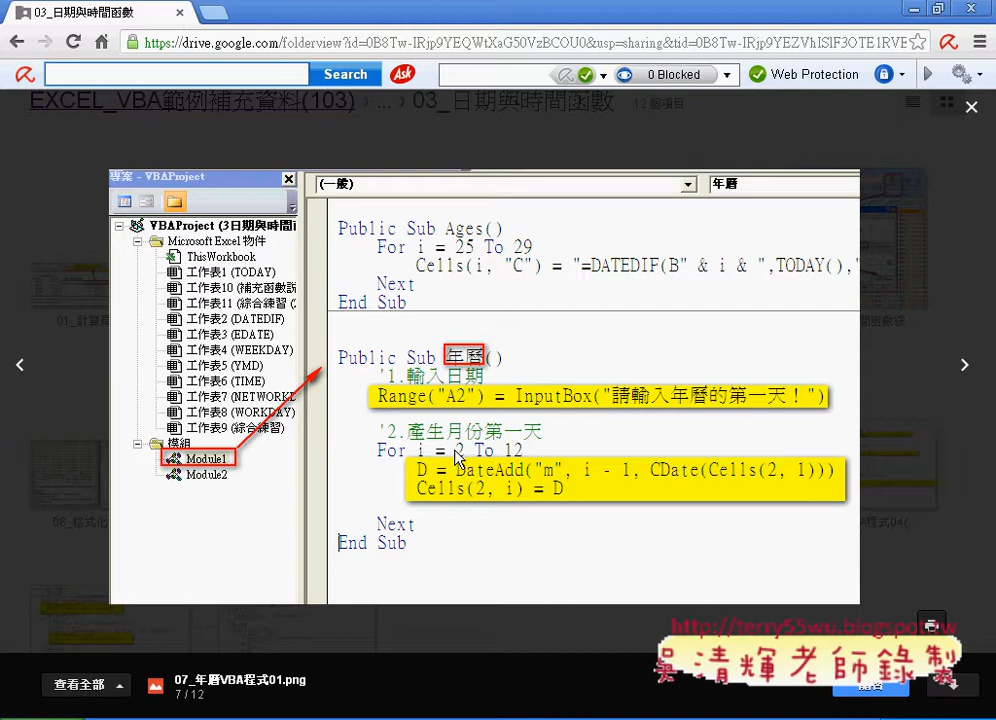 03_日期與時間函數
https://drive.google.com/folderview?id=0B8Tw-IRjp9YEQWtXaG50VzBCOU0&usp=sharing&tid=0B8Tw-IRjp9YEZVhISlF3OTE1RVE
Search
Ask
0 Blocked
Web Protection
EXCEL_VBA範例補充資料(103) › ... › 03_日期與時間函數 12 個項目
專案 - VBAProject
(一般)
年曆
VBAProject (3日期與時間
Microsoft Excel 物件
ThisWorkbook
工作表1 (TODAY)
工作表10 (補充函數說
工作表11 (綜合練習 (2
工作表2 (DATEDIF)
工作表3 (EDATE)
工作表4 (WEEKDAY)
工作表5 (YMD)
工作表6 (TIME)
工作表7 (NETWORKD
工作表8 (WORKDAY)
工作表9 (綜合練習)
模組
Module1
Module2
Public Sub Ages()
For i = 25 To 29
Cells(i, "C") = "=DATEDIF(B" & i & ",TODAY(),"
Next
End Sub
Public Sub 年曆()
'1.輸入日期
Range("A2") = InputBox("請輸入年曆的第一天！")
'2.產生月份第一天
For i = 2 To 12
D = DateAdd("m", i - 1, CDate(Cells(2, 1)))
Cells(2, i) = D
Next
End Sub
http://terry55wu.blogspot.tw
吳清輝老師錄製
查看全部
07_年曆VBA程式01.png
7 / 12